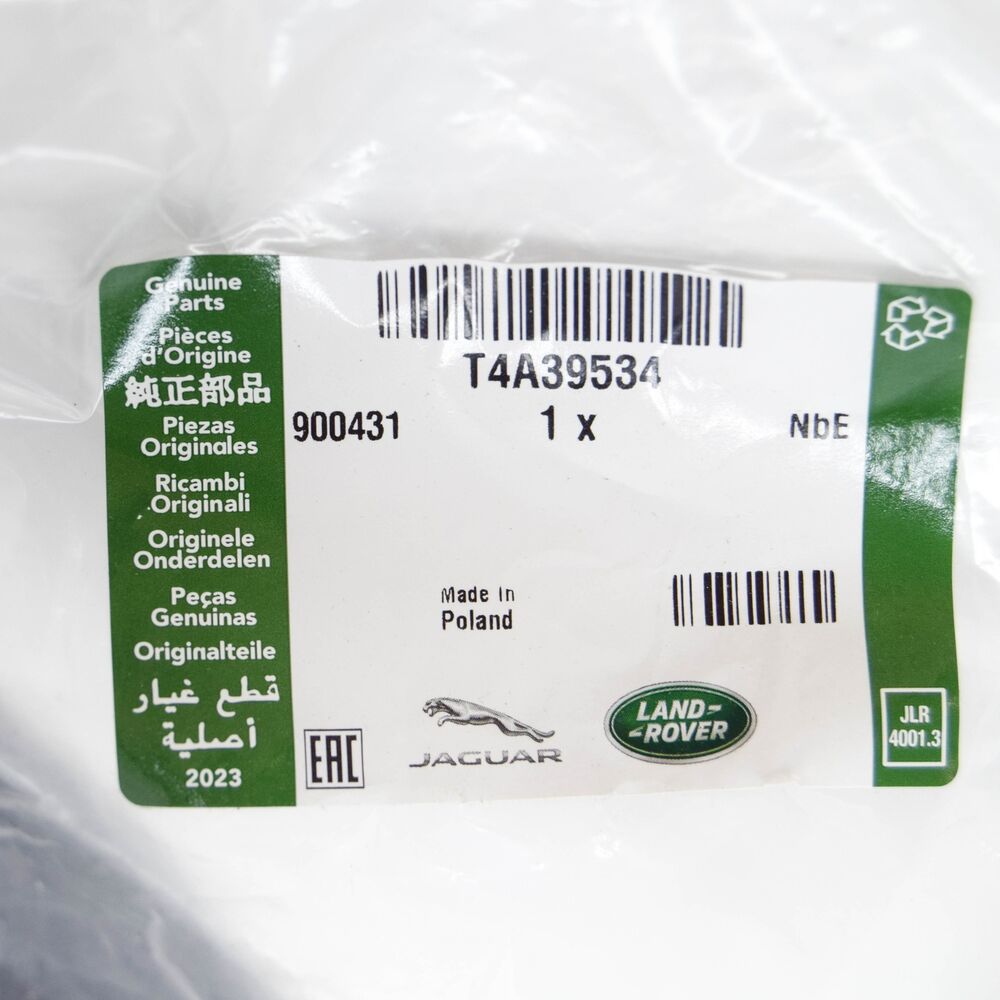 Genuine
Parts
Pièces
d'Origine
純正部品
Piezas
Originales
Ricambi
Originali
Originele
Onderdelen
Peças
Genuinas
Originalteile
قطع غيار
أصلية
2023
T4A39534
900431 1 x NbE
Made In
Poland
EAC
JAGUAR
LAND-
-ROVER
JLR
4001.3